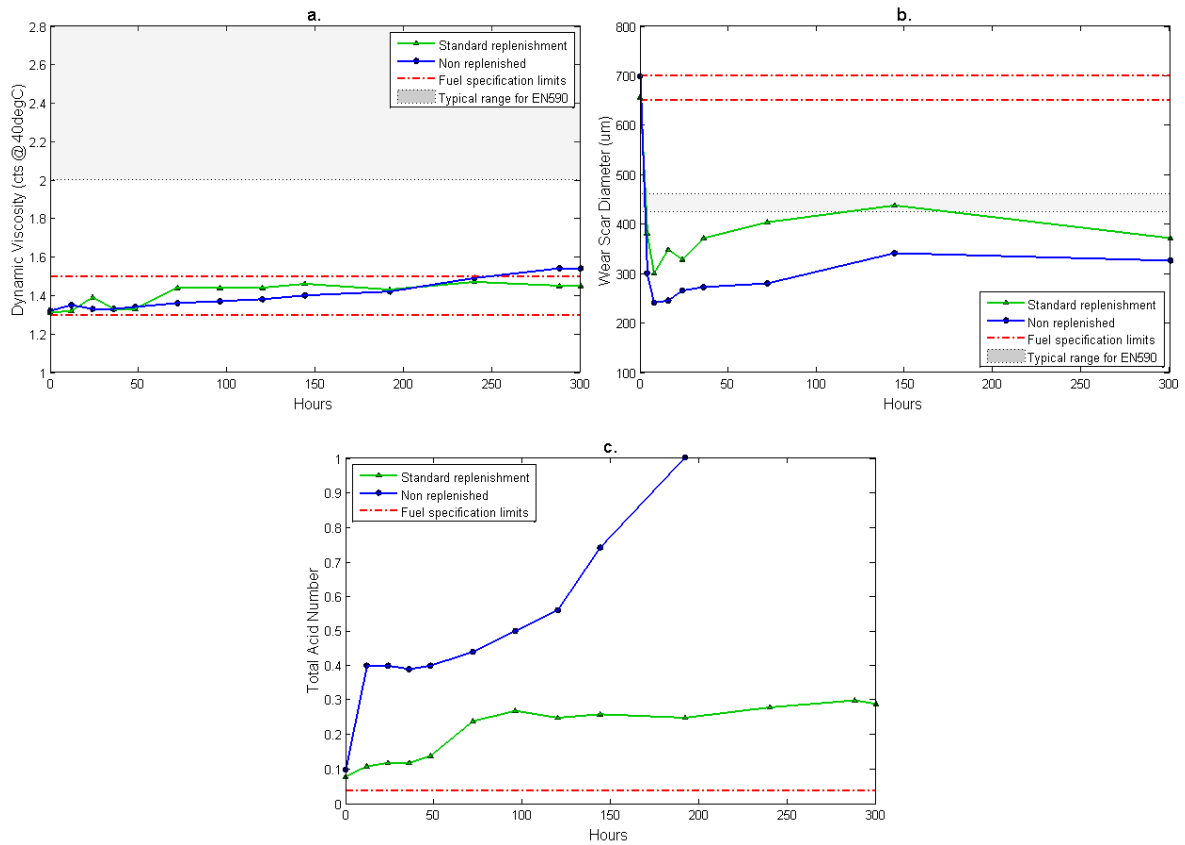 a.
2.8
2.6
2.4
2.2
2
1.8
1.6
1.4
1.2
1
Dynamic Viscosity (cts @ 40degC)
Standard replenishment
Non replenished
Fuel specification limits
Typical range for EN590
0 50 100 150 200 250 300
Hours
b.
800
700
600
500
400
300
200
100
Wear Scar Diameter (um)
Standard replenishment
Non replenished
Fuel specification limits
Typical range for EN590
0 50 100 150 200 250 300
Hours
c.
1
0.9
0.8
0.7
0.6
0.5
0.4
0.3
0.2
0.1
0
Total Acid Number
Standard replenishment
Non replenished
Fuel specification limits
0 50 100 150 200 250 300
Hours